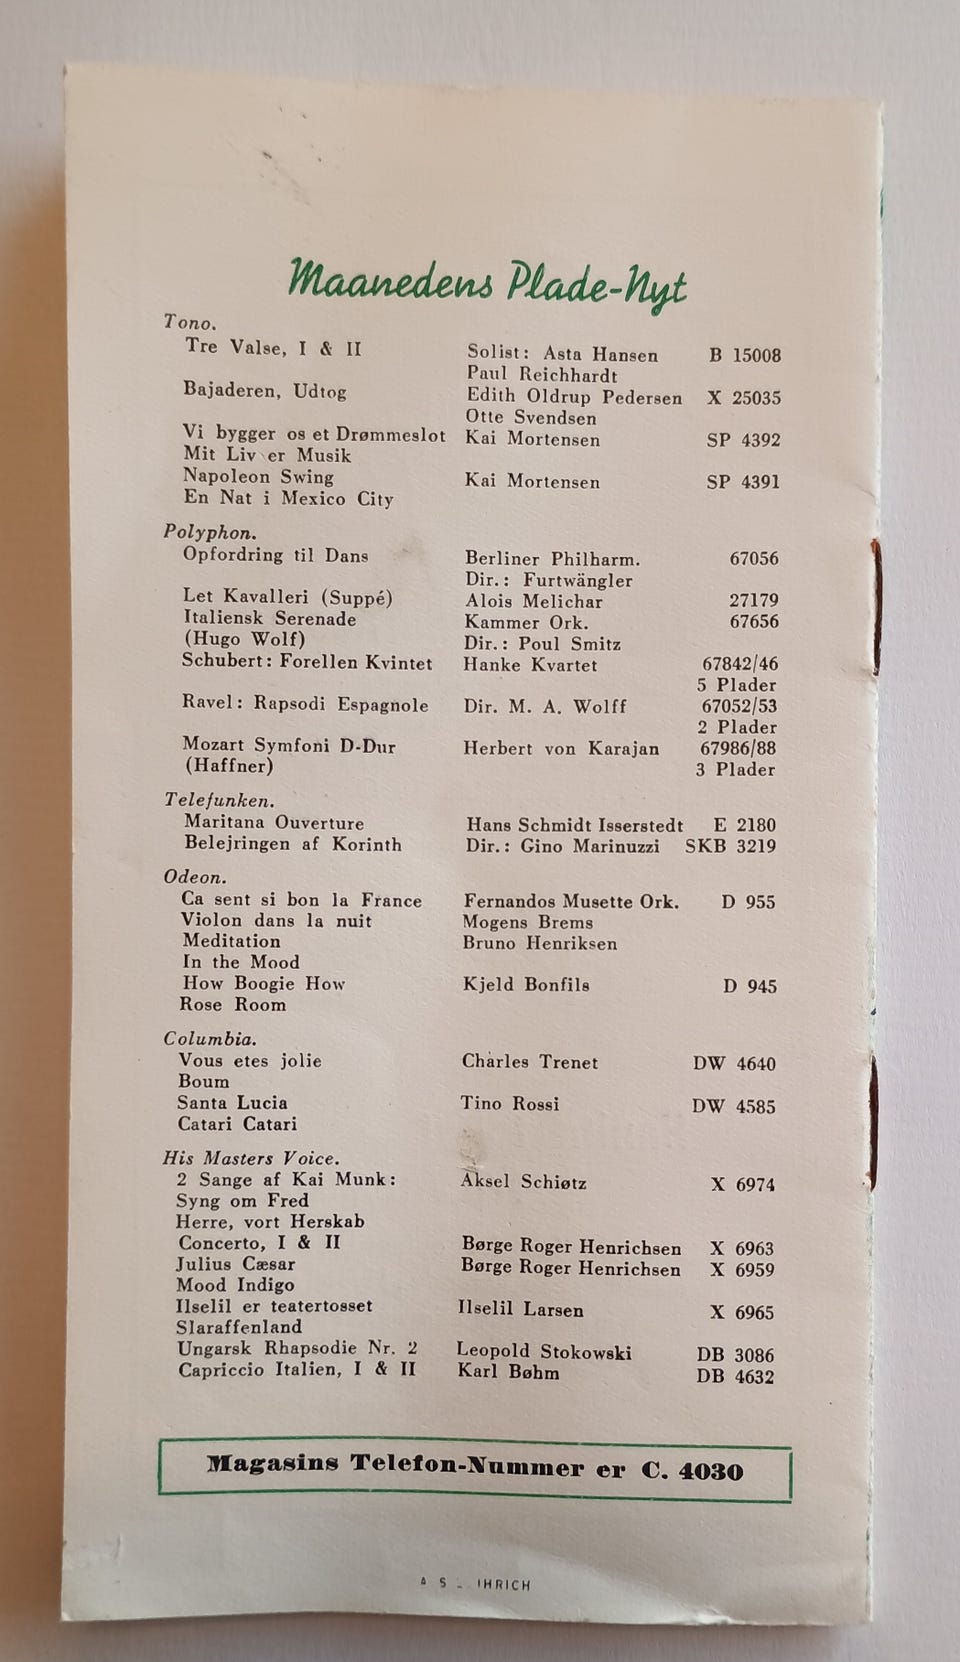 Maanedens Plade-Nyt
Tono.
Tre Valse, I & II Solist: Asta Hansen B 15008
Paul Reichhardt
Bajaderen, Udtog Edith Oldrup Pedersen X 25035
Otte Svendsen
Vi bygger os et Drømmeslot Kai Mortensen SP 4392
Mit Liv er Musik
Napoleon Swing Kai Mortensen SP 4391
En Nat i Mexico City
Polyphon.
Opfordring til Dans Berliner Philharm. 67056
Dir.: Furtwängler
Let Kavalleri (Suppé) Alois Melichar 27179
Italiensk Serenade Kammer Ork. 67656
(Hugo Wolf) Dir.: Poul Smitz
Schubert: Forellen Kvintet Hanke Kvartet 67842/46
5 Plader
Ravel: Rapsodi Espagnole Dir. M. A. Wolff 67052/53
2 Plader
Mozart Symfoni D-Dur Herbert von Karajan 67986/88
(Haffner) 3 Plader
Telefunken.
Maritana Ouverture Hans Schmidt Isserstedt E 2180
Belejringen af Korinth Dir.: Gino Marinuzzi SKB 3219
Odeon.
Ca sent si bon la France Fernandos Musette Ork. D 955
Violon dans la nuit Mogens Brems
Meditation Bruno Henriksen
In the Mood
How Boogie How Kjeld Bonfils D 945
Rose Room
Columbia.
Vous etes jolie Charles Trenet DW 4640
Boum
Santa Lucia Tino Rossi DW 4585
Catari Catari
His Masters Voice.
2 Sange af Kai Munk: Aksel Schiøtz X 6974
Syng om Fred
Herre, vort Herskab
Concerto, I & II Børge Roger Henrichsen X 6963
Julius Cæsar Børge Roger Henrichsen X 6959
Mood Indigo
Ilselil er teatertosset Ilselil Larsen X 6965
Slaraffenland
Ungarsk Rhapsodie Nr. 2 Leopold Stokowski DB 3086
Capriccio Italien, I & II Karl Bøhm DB 4632
Magasins Telefon-Nummer er C. 4030